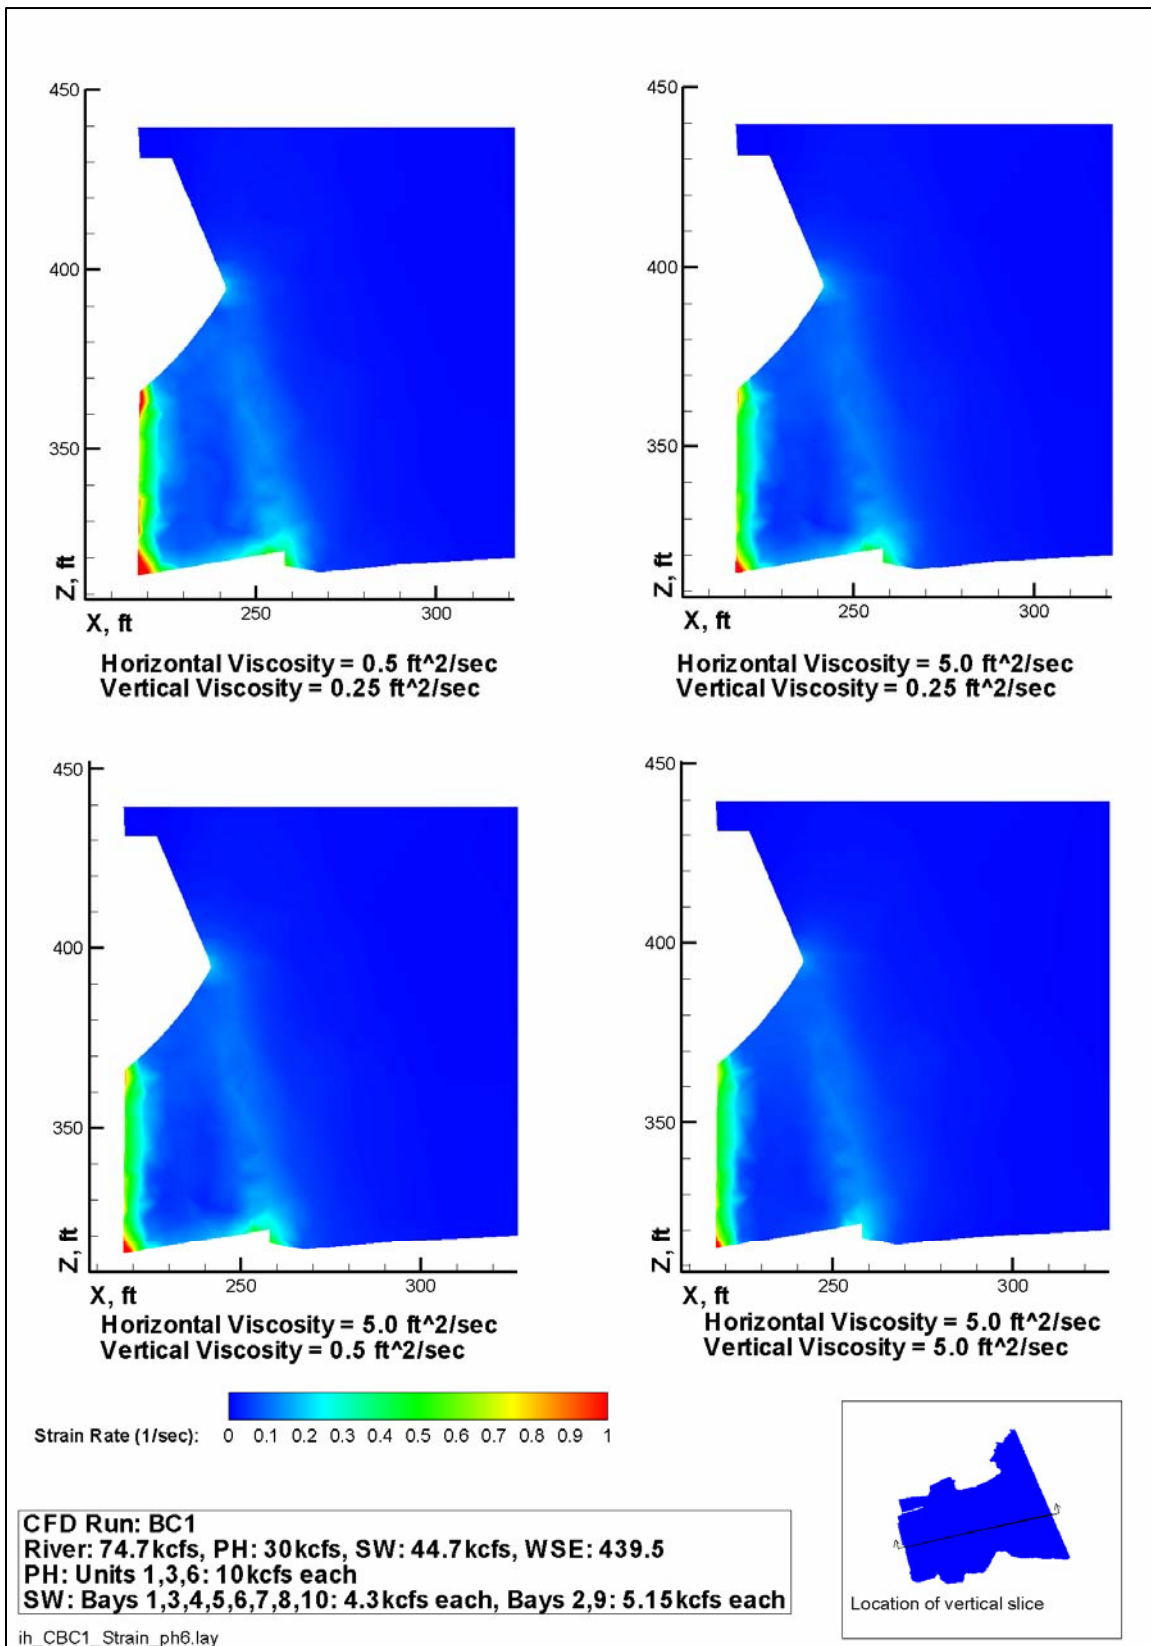 450
400
350
Z, ft
250
300
X, ft
Horizontal Viscosity = 0.5 ft^2/sec
Vertical Viscosity = 0.25 ft^2/sec
450
400
350
Z, ft
250
300
X, ft
Horizontal Viscosity = 5.0 ft^2/sec
Vertical Viscosity = 0.25 ft^2/sec
450
400
350
Z, ft
250
300
X, ft
Horizontal Viscosity = 5.0 ft^2/sec
Vertical Viscosity = 0.5 ft^2/sec
450
400
350
Z, ft
250
300
X, ft
Horizontal Viscosity = 5.0 ft^2/sec
Vertical Viscosity = 5.0 ft^2/sec
Strain Rate (1/sec): 0 0.1 0.2 0.3 0.4 0.5 0.6 0.7 0.8 0.9 1
CFD Run: BC1
River: 74.7kcfs, PH: 30kcfs, SW: 44.7kcfs, WSE: 439.5
PH: Units 1,3,6: 10kcfs each
SW: Bays 1,3,4,5,6,7,8,10: 4.3kcfs each, Bays 2,9: 5.15kcfs each
Location of vertical slice
ih_CBC1_Strain_ph6.lay